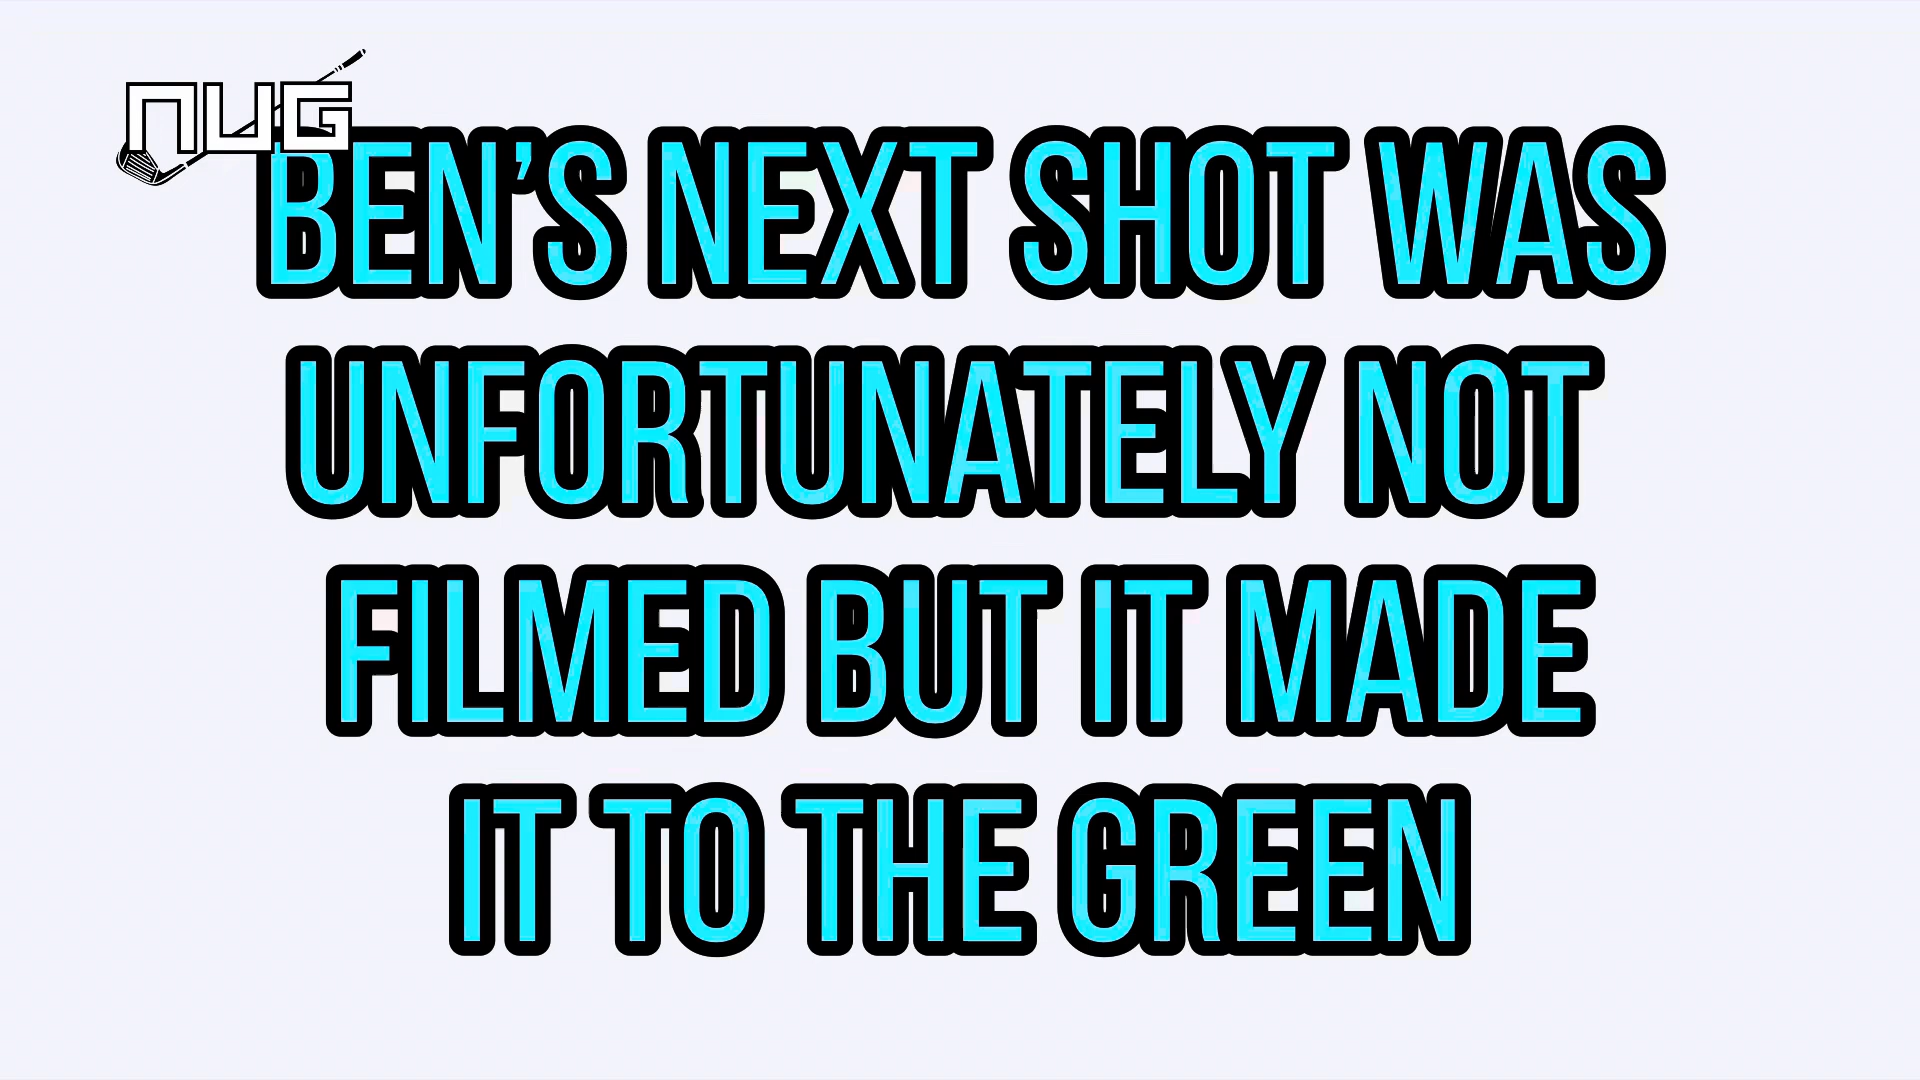 NUG
BEN'S NEXT SHOT WAS
UNFORTUNATELY NOT
FILMED BUT IT MADE
IT TO THE GREEN